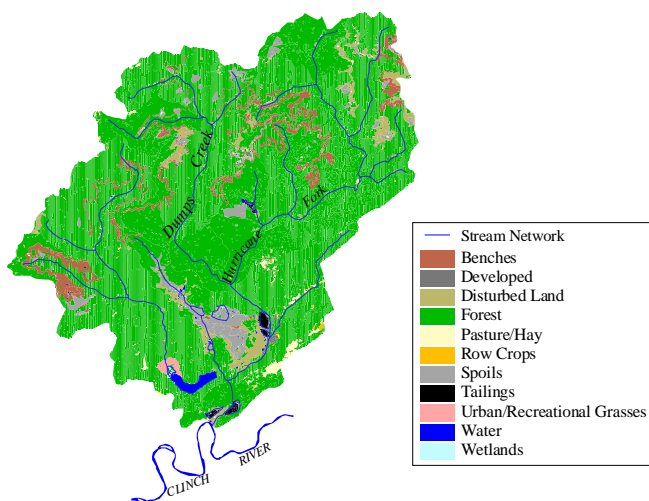 Dumps Creek
Hurricane Fork
Stream Network
Benches
Developed
Disturbed Land
Forest
Pasture/Hay
Row Crops
Spoils
Tailings
Urban/Recreational Grasses
Water
Wetlands
CLINCH RIVER